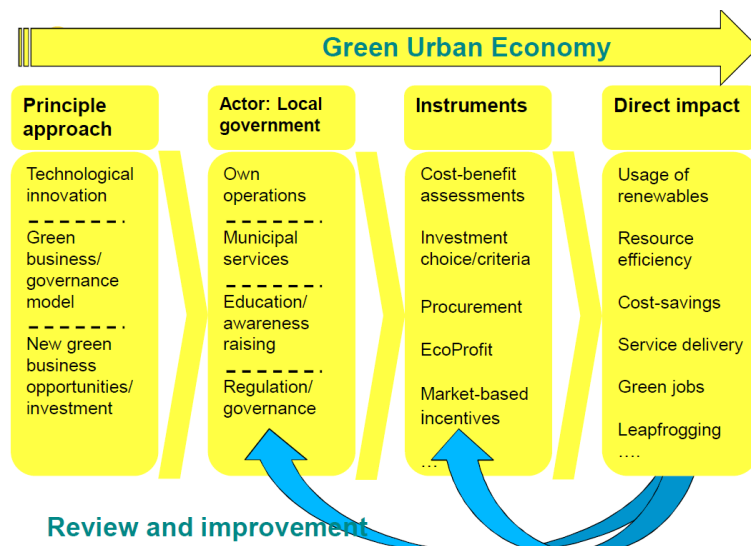 Green Urban Economy
Principle
approach
Technological
innovation
Green
business/
governance
model
New green
business
opportunities/
investment
Actor: Local
government
Own
operations
Municipal
services
Education/
awareness
raising
Regulation/
governance
Instruments
Cost-benefit
assessments
Investment
choice/criteria
Procurement
EcoProfit
Market-based
incentives
...
Direct impact
Usage of
renewables
Resource
efficiency
Cost-savings
Service delivery
Green jobs
Leapfrogging
....
Review and improvement